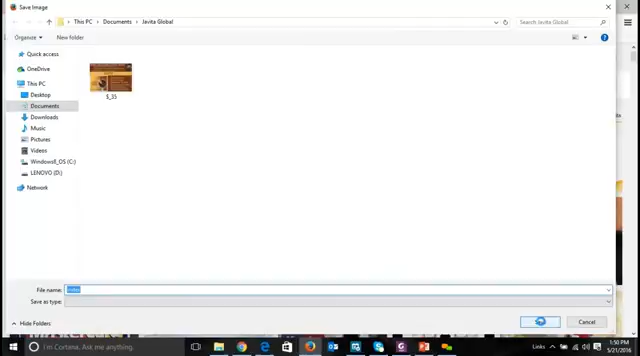 Save Image
This PC > Documents > Javita Global
Search Javita Global
Organize
New folder
Quick access
OneDrive
This PC
Desktop
Documents
Downloads
Music
Pictures
Videos
Windows8_OS (C:)
LENOVO (D:)
Network
$_35
File name:
Save as type:
Hide Folders
Cancel
I'm Cortana. Ask me anything.
Links
1:50 PM
5/21/2016